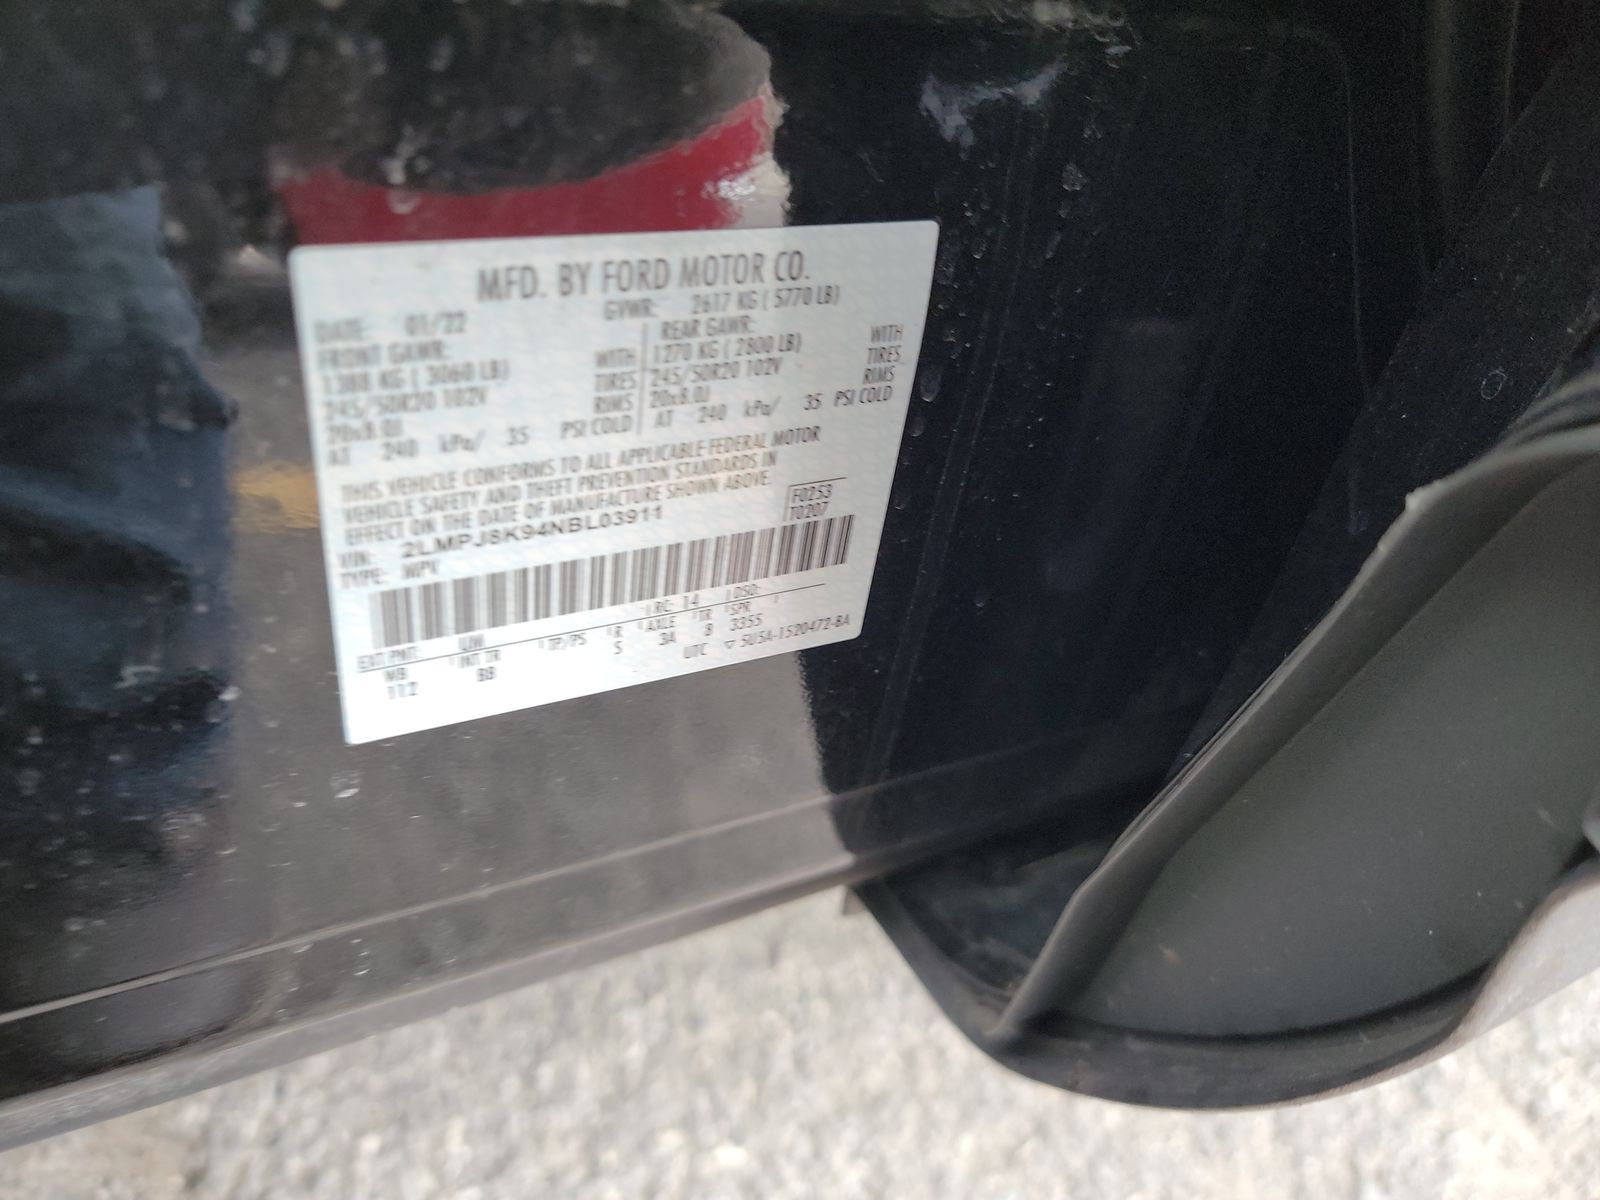 MFD. BY FORD MOTOR CO.
DATE: 01/22 GVWR: 2617 KG ( 5770 LB)
FRONT GAWR: REAR GAWR:
1388 KG ( 3060 LB) WITH 1270 KG ( 2800 LB) WITH
245/50R20 102V TIRES 245/50R20 102V TIRES
20x8.0J RIMS 20x8.0J RIMS
AT 240 kPa/ 35 PSI COLD AT 240 kPa/ 35 PSI COLD
THIS VEHICLE CONFORMS TO ALL APPLICABLE FEDERAL MOTOR
VEHICLE SAFETY AND THEFT PREVENTION STANDARDS IN
EFFECT ON THE DATE OF MANUFACTURE SHOWN ABOVE.
VIN: 2LMPJ8K94NBL03911 F0253
TYPE: MPV T0207
EXT PNT: UW RC: 14 DSO:
WB INT TR TP/PS R AXLE TR SPR
112 BB S 3A 8 3355
UTC ▽ 5U5A-1520472-BA